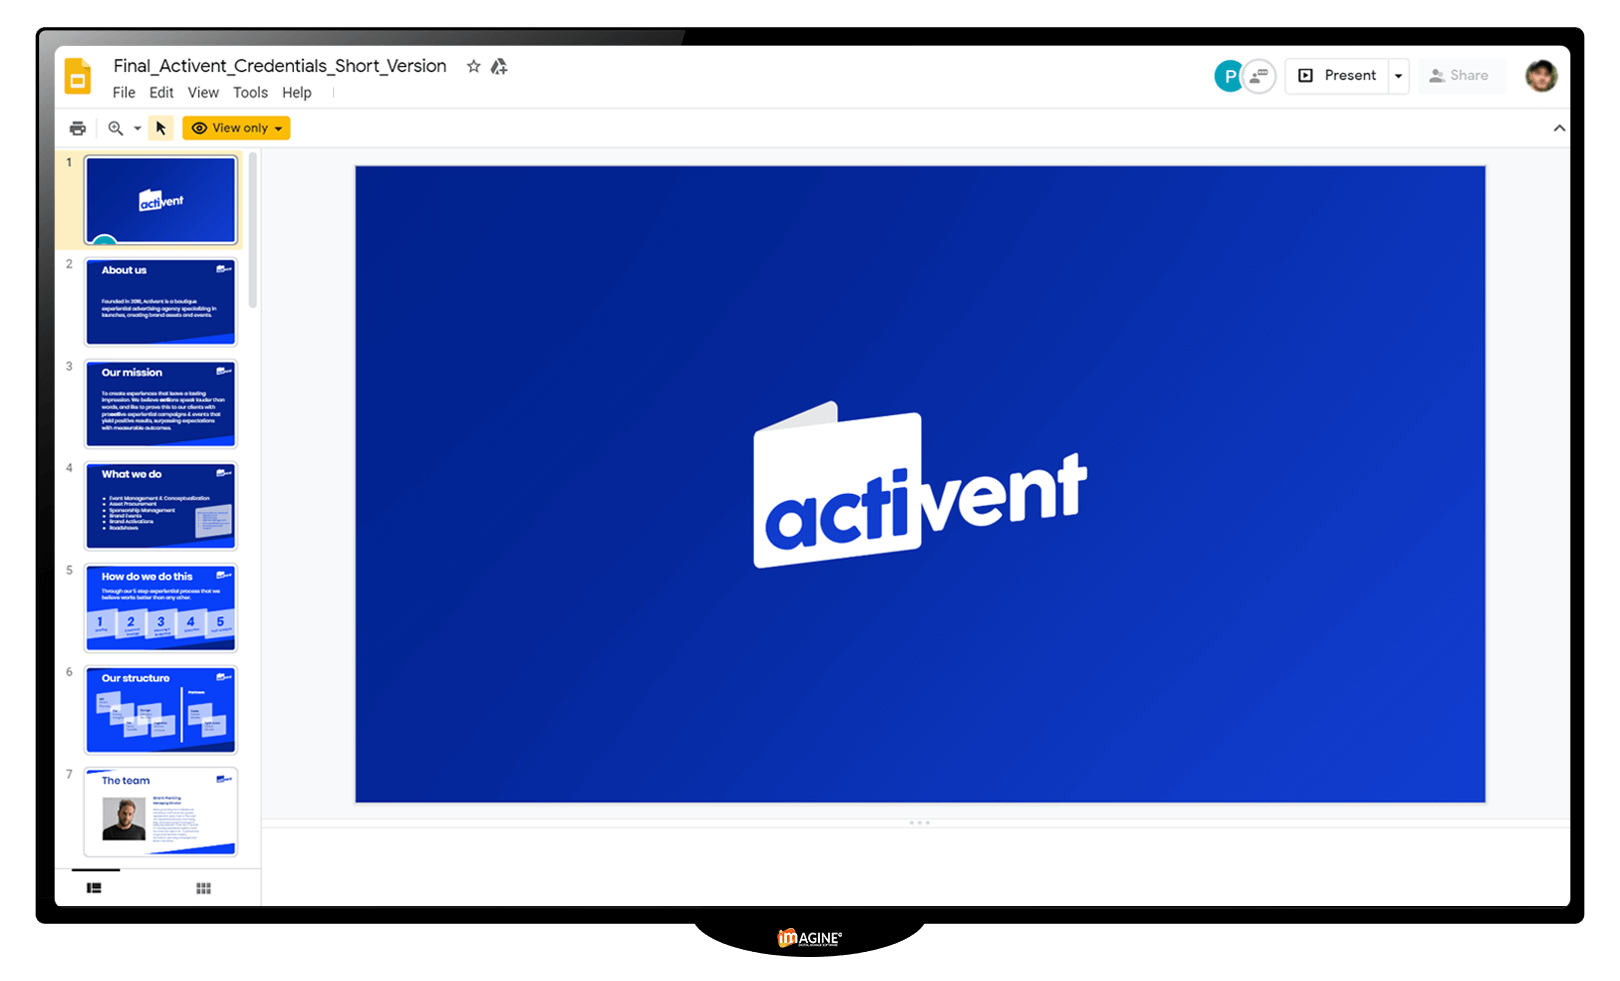 Final_Activent_Credentials_Short_Version
File Edit View Tools Help
P
Present
Share
View only
1
activent
2
About us
Founded in 2016, Activent is a boutique
experiential advertising agency specializing in
launches, creating brand assets and events.
3
Our mission
To create experiences that leave a lasting
impression. We believe actions speak louder than
words, and like to prove this to our clients with
proactive experiential campaigns & events that
yield positive results, surpassing expectations
with measurable outcomes.
4
What we do
Event Management & Conceptualization
Asset Procurement
Sponsorship Management
Brand Events
Brand Activations
Roadshows
5
How do we do this
Through our 5 step experiential process that we
believe works better than any other.
1 2 3 4 5
6
Our structure
Partners
7
The team
Managing Director
activent
imAGINE
DIGITAL SIGNAGE SOFTWARE